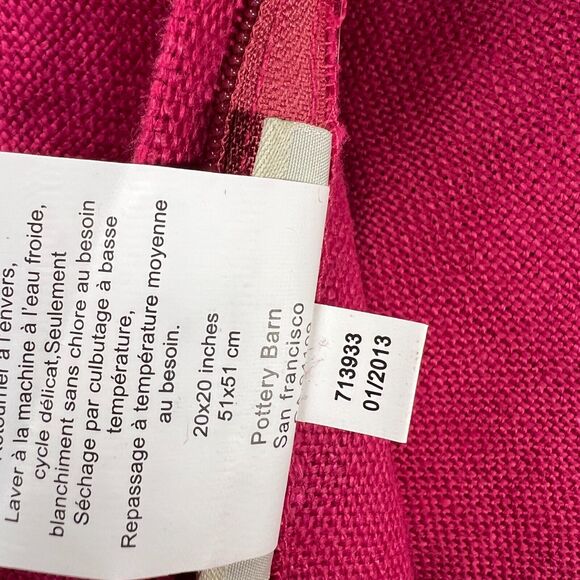 à l'envers,
Laver à la machine à l'eau froide,
cycle délicat,Seulement
blanchiment sans chlore au besoin
Séchage par culbutage à basse
température,
Repassage à température moyenne
au besoin.
20x20 inches
51x51 cm
Pottery Barn
San francisco
713933
01/2013